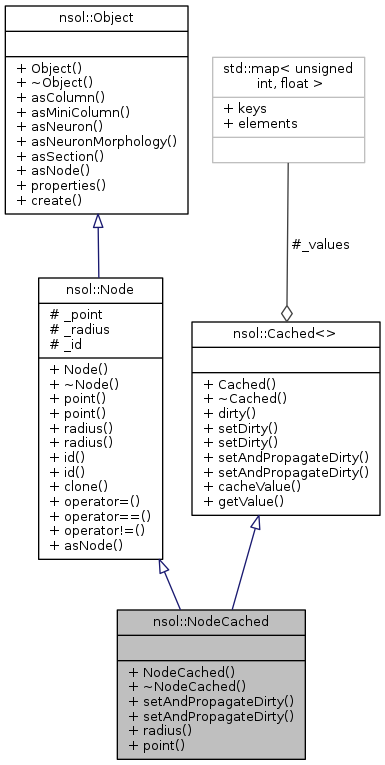 nsol::Object
+ Object()
+ ~Object()
+ asColumn()
+ asMiniColumn()
+ asNeuron()
+ asNeuronMorphology()
+ asSection()
+ asNode()
+ properties()
+ create()
std::map< unsigned
int, float >
+ keys
+ elements
#_values
nsol::Node
# _point
# _radius
# _id
+ Node()
+ ~Node()
+ point()
+ point()
+ radius()
+ radius()
+ id()
+ id()
+ clone()
+ operator=()
+ operator==()
+ operator!=()
+ asNode()
nsol::Cached<>
+ Cached()
+ ~Cached()
+ dirty()
+ setDirty()
+ setDirty()
+ setAndPropagateDirty()
+ setAndPropagateDirty()
+ cacheValue()
+ getValue()
nsol::NodeCached
+ NodeCached()
+ ~NodeCached()
+ setAndPropagateDirty()
+ setAndPropagateDirty()
+ radius()
+ point()